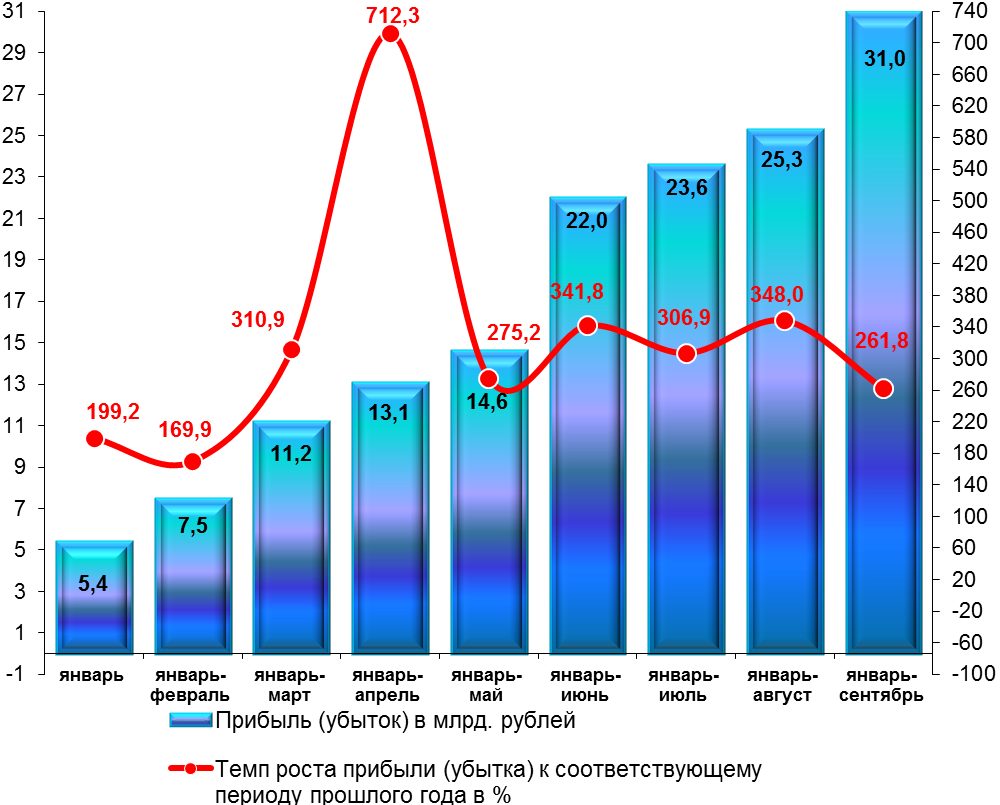 31
29
27
25
23
21
19
17
15
13
11
9
7
5
3
1
-1
740
700
660
620
580
540
500
460
420
380
340
300
260
220
180
140
100
60
20
-20
-60
-100
199,2
169,9
310,9
712,3
275,2
341,8
306,9
348,0
261,8
5,4
7,5
11,2
13,1
14,6
22,0
23,6
25,3
31,0
январь
январь-
февраль
январь-
март
январь-
апрель
январь-
май
январь-
июнь
январь-
июль
январь-
август
январь-
сентябрь
Прибыль (убыток) в млрд. рублей
Темп роста прибыли (убытка) к соответствующему
периоду прошлого года в %